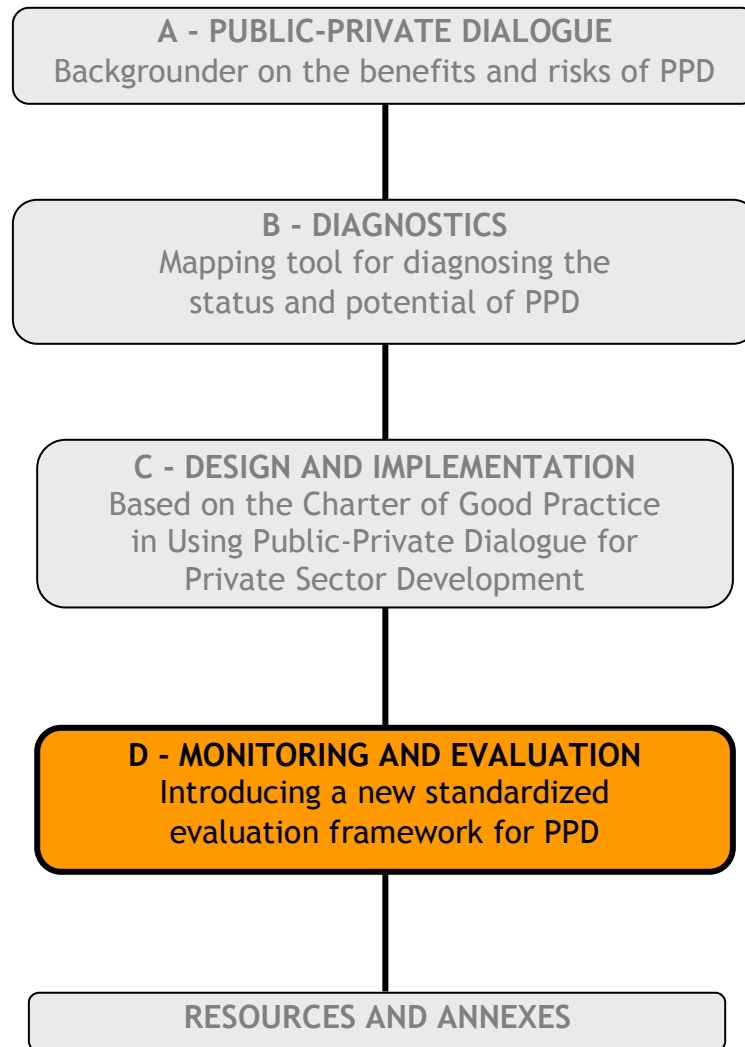 A - PUBLIC-PRIVATE DIALOGUE
Backgrounder on the benefits and risks of PPD
B - DIAGNOSTICS
Mapping tool for diagnosing the
status and potential of PPD
C - DESIGN AND IMPLEMENTATION
Based on the Charter of Good Practice
in Using Public-Private Dialogue for
Private Sector Development
D - MONITORING AND EVALUATION
Introducing a new standardized
evaluation framework for PPD
RESOURCES AND ANNEXES